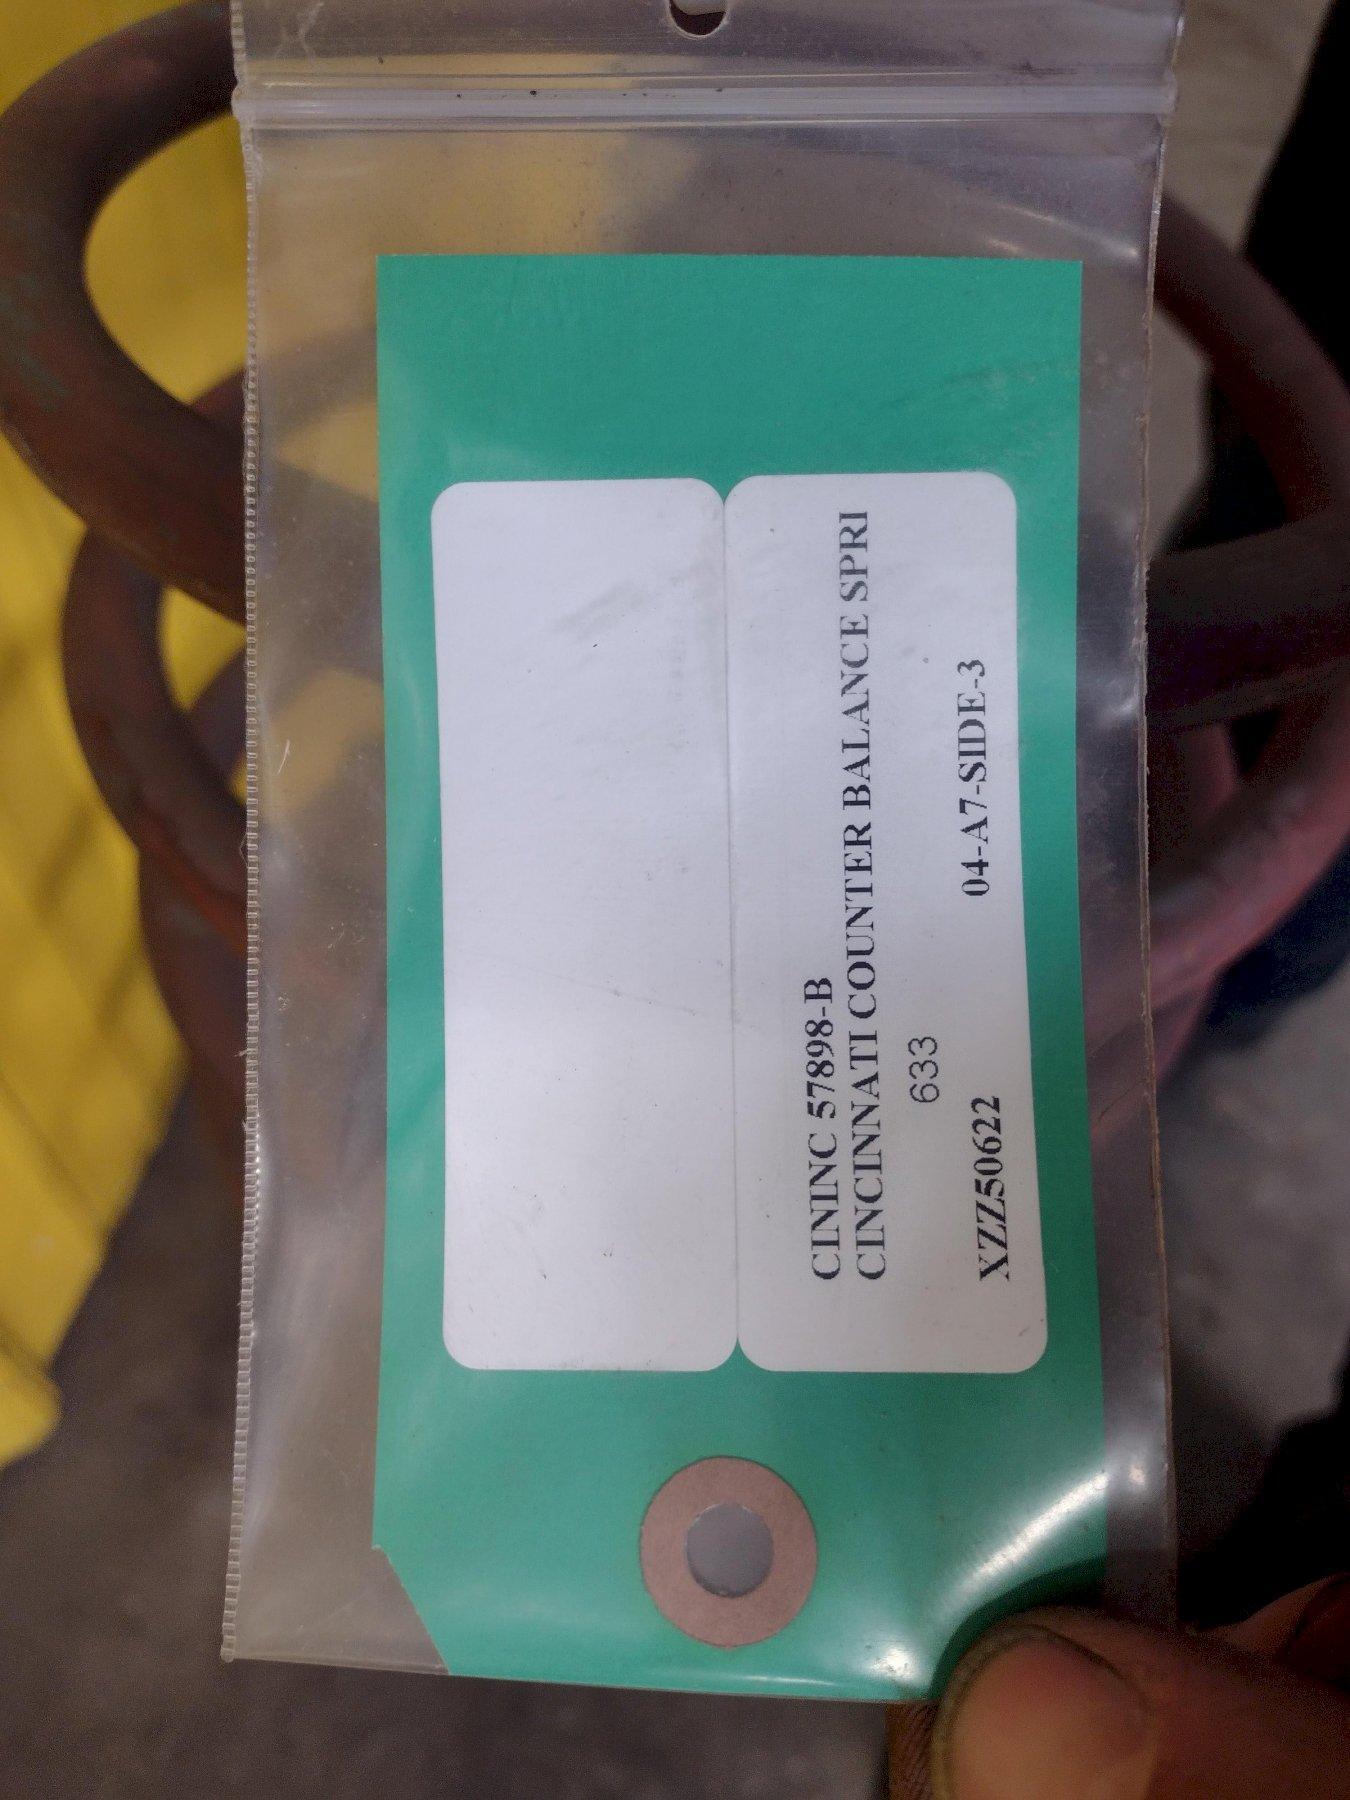 CININC 57898-B
CINCINNATI COUNTER BALANCE SPRI
633
XZZ50622 04-A7-SIDE-3